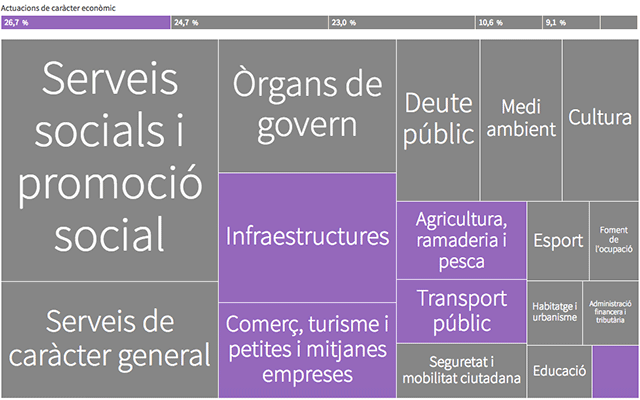 Actuacions de caràcter econòmic
26,7 %
24,7 %
23,0 %
10,6 %
9,1 %
Serveis
socials i
promoció
social
Serveis de
caràcter general
Òrgans de
govern
Infraestructures
Comerç, turisme i
petites i mitjanes
empreses
Deute
públic
Medi
ambient
Cultura
Agricultura,
ramaderia i
pesca
Transport
públic
Seguretat i
mobilitat ciutadana
Esport
Foment
de
l'ocupació
Habitatge i
urbanisme
Administració
financera i
tributària
Educació